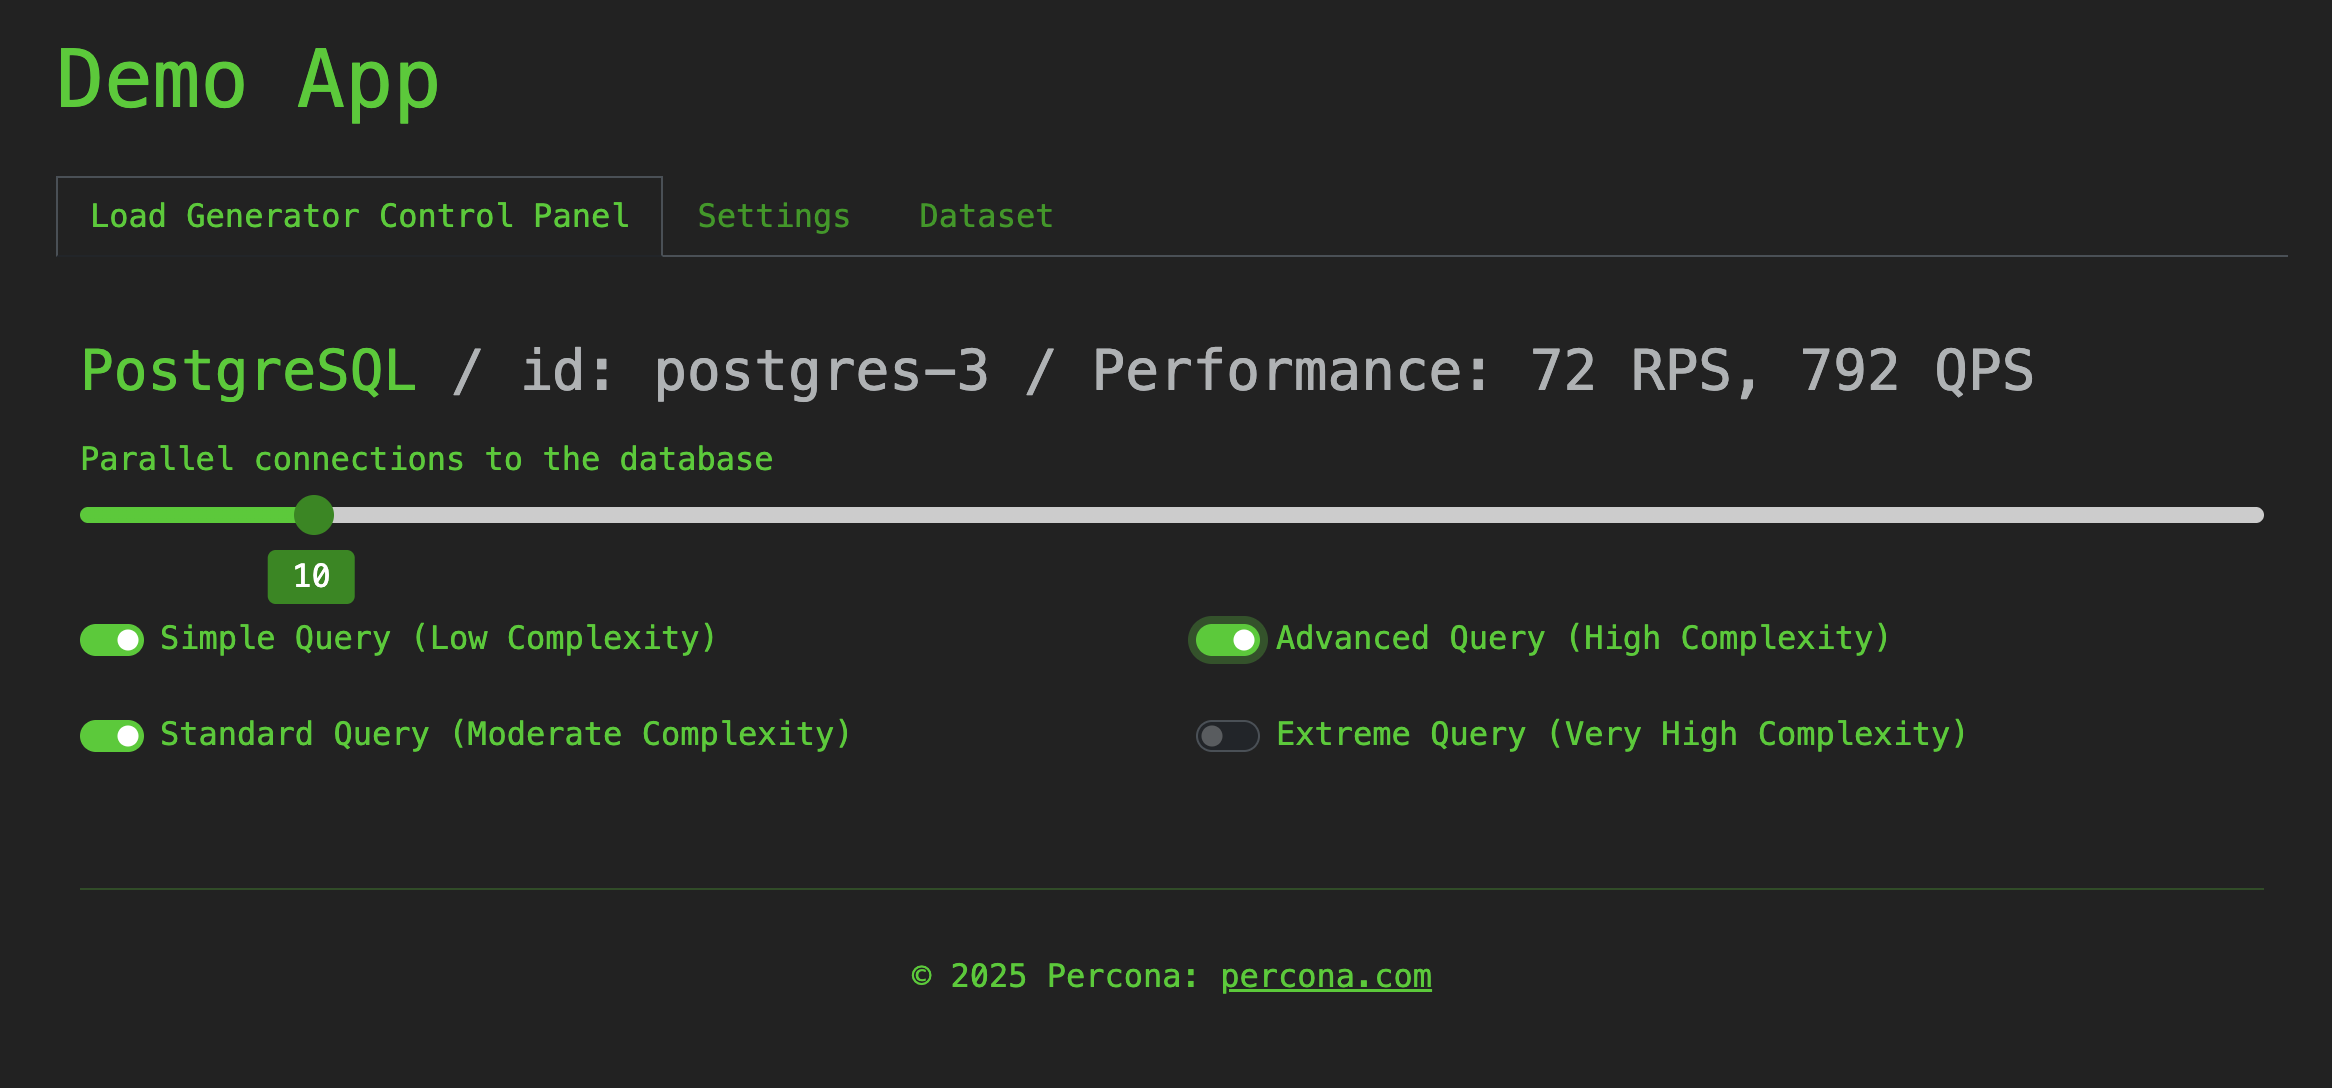 Demo App
Load Generator Control Panel Settings Dataset
PostgreSQL / id: postgres-3 / Performance: 72 RPS, 792 QPS
Parallel connections to the database
10
Simple Query (Low Complexity)
Advanced Query (High Complexity)
Standard Query (Moderate Complexity)
Extreme Query (Very High Complexity)
© 2025 Percona: percona.com